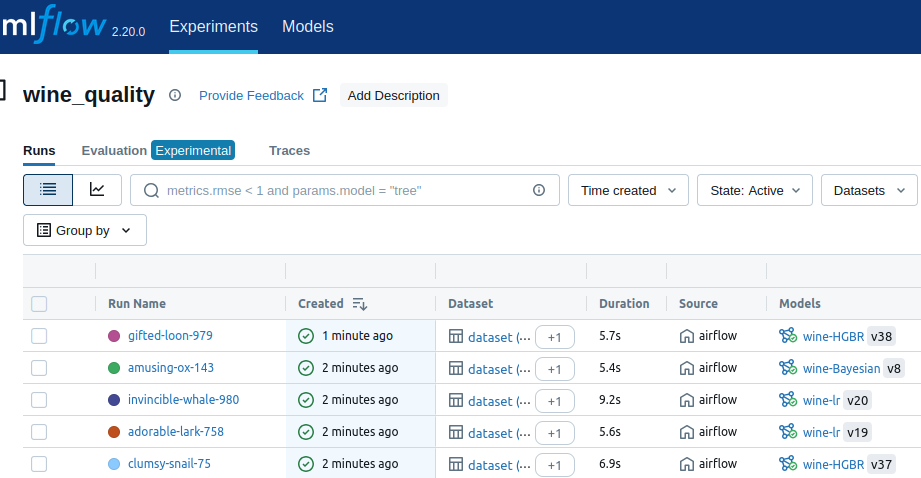 mlflow 2.20.0 Experiments Models
wine_quality Provide Feedback Add Description
Runs Evaluation Experimental Traces
metrics.rmse < 1 and params.model = "tree" Time created State: Active Datasets
Group by
Run Name Created Dataset Duration Source Models
gifted-loon-979 1 minute ago dataset (... +1 5.7s airflow wine-HGBR v38
amusing-ox-143 2 minutes ago dataset (... +1 5.4s airflow wine-Bayesian v8
invincible-whale-980 2 minutes ago dataset (... +1 9.2s airflow wine-lr v20
adorable-lark-758 2 minutes ago dataset (... +1 5.6s airflow wine-lr v19
clumsy-snail-75 2 minutes ago dataset (... +1 6.9s airflow wine-HGBR v37